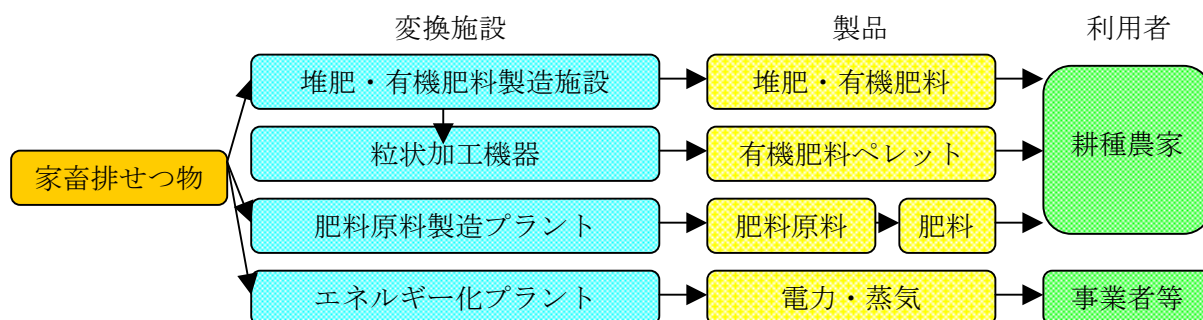 変換施設
製品
利用者
堆肥・有機肥料製造施設
堆肥・有機肥料
粒状加工機器
有機肥料ペレット
耕種農家
家畜排せつ物
肥料原料製造プラント
肥料原料
肥料
エネルギー化プラント
電力・蒸気
事業者等